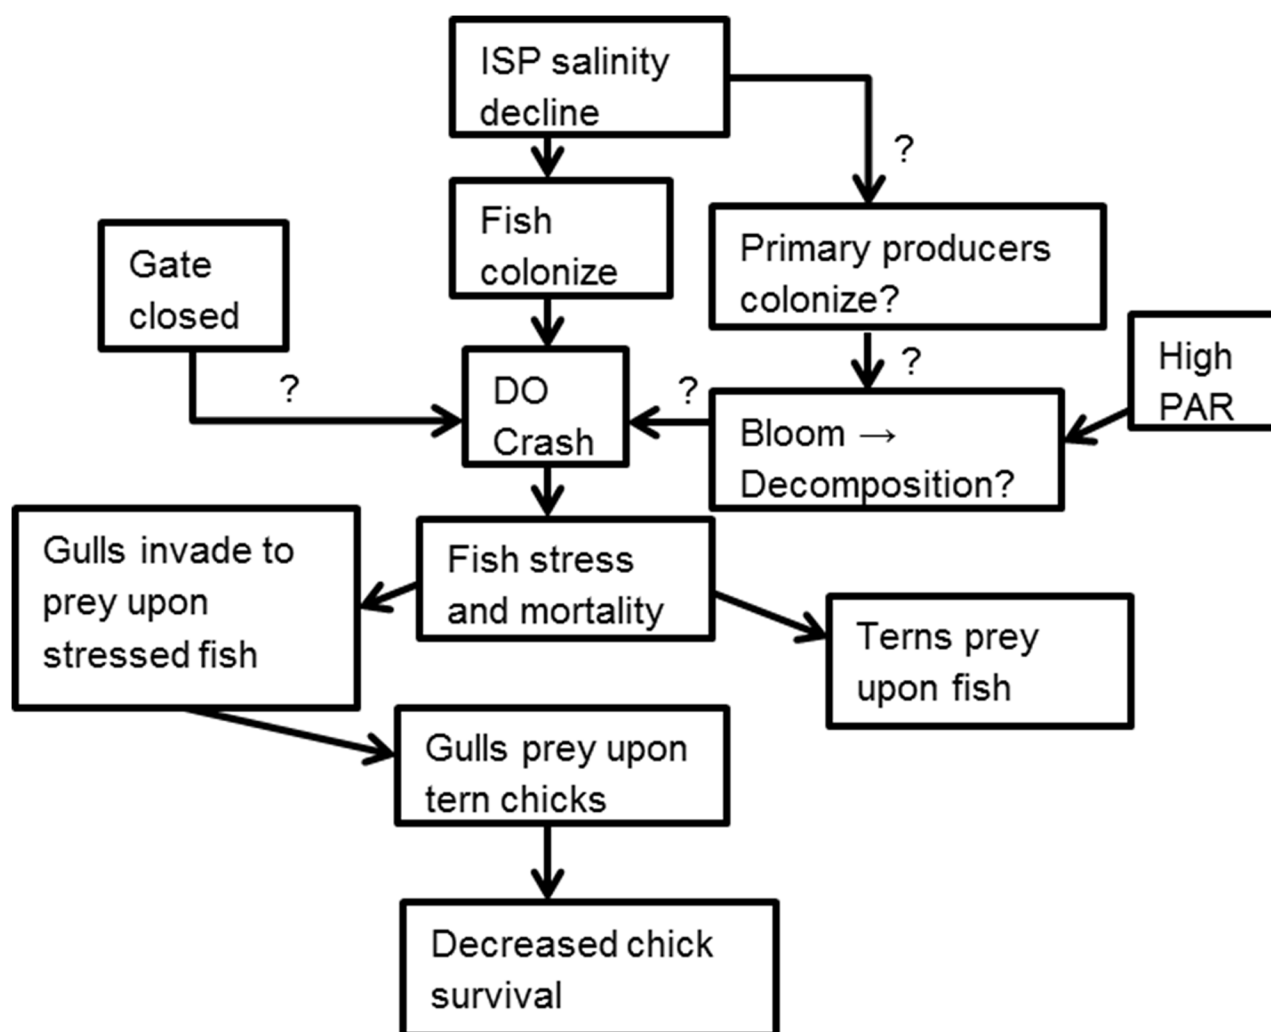 ISP salinity
decline
?
Fish
colonize
Primary producers
colonize?
Gate
closed
High
PAR
?
?
?
DO
Crash
Bloom →
Decomposition?
Gulls invade to
prey upon
stressed fish
Fish stress
and mortality
Terns prey
upon fish
Gulls prey upon
tern chicks
Decreased chick
survival